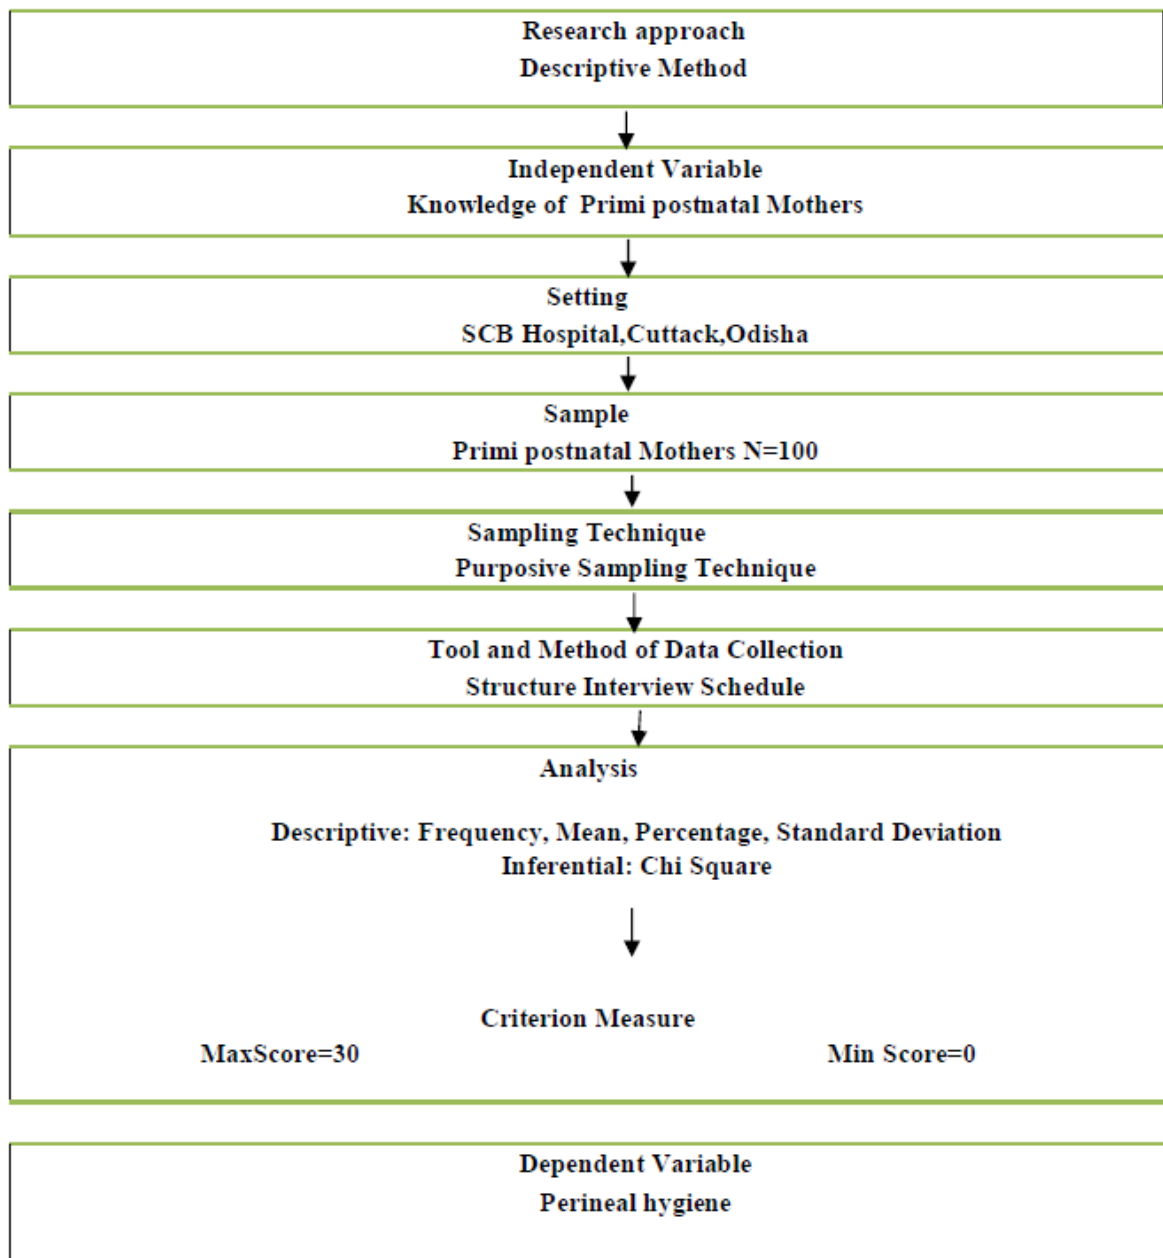 Research approach
Descriptive Method
Independent Variable
Knowledge of Primi postnatal Mothers
Setting
SCB Hospital,Cuttack,Odisha
Sample
Primi postnatal Mothers N=100
Sampling Technique
Purposive Sampling Technique
Tool and Method of Data Collection
Structure Interview Schedule
Analysis
Descriptive: Frequency, Mean, Percentage, Standard Deviation
Inferential: Chi Square
Criterion Measure
MaxScore=30 Min Score=0
Dependent Variable
Perineal hygiene